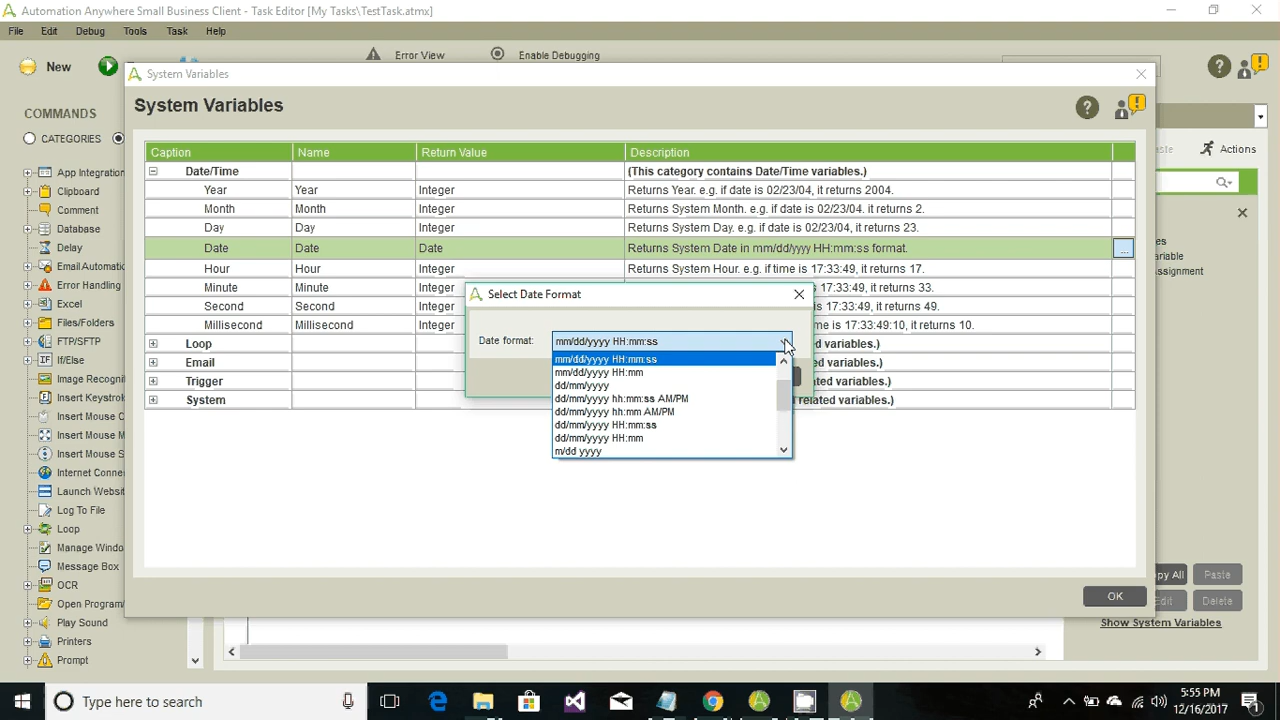 Automation Anywhere Small Business Client - Task Editor [My Tasks\TestTask.atmx]
File Edit Debug Tools Task Help
New
Error View
Enable Debugging
System Variables
System Variables
COMMANDS
CATEGORIES
App Integration
Clipboard
Comment
Database
Delay
Email Automatio
Error Handling
Excel
Files/Folders
FTP/SFTP
If/Else
Image Recognit
Insert Keystrok
Insert Mouse C
Insert Mouse M
Insert Mouse S
Internet Connec
Launch Websit
Log To File
Loop
Manage Windo
Message Box
OCR
Open Program/
Play Sound
Printers
Prompt
Caption Name Return Value Description
Date/Time (This category contains Date/Time variables.)
Year Year Integer Returns Year. e.g. if date is 02/23/04, it returns 2004.
Month Month Integer Returns System Month. e.g. if date is 02/23/04. it returns 2.
Day Day Integer Returns System Day. e.g. if date is 02/23/04, it returns 23.
Date Date Date Returns System Date in mm/dd/yyyy HH:mm:ss format. ...
Hour Hour Integer Returns System Hour. e.g. if time is 17:33:49, it returns 17.
Minute Minute Integer 17:33:49, it returns 33.
Second Second Integer 17:33:49, it returns 49.
Millisecond Millisecond Integer me is 17:33:49:10, it returns 10.
Loop related variables.)
Email related variables.)
Trigger related variables.)
System related variables.)
Select Date Format
Date format: mm/dd/yyyy HH:mm:ss
mm/dd/yyyy HH:mm:ss
mm/dd/yyyy HH:mm
dd/mm/yyyy
dd/mm/yyyy hh:mm:ss AM/PM
dd/mm/yyyy hh:mm AM/PM
dd/mm/yyyy HH:mm:ss
dd/mm/yyyy HH:mm
m/dd yyyy
OK
ste
Actions
es
ariable
signment
py All
Paste
Edit
Delete
Show System Variables
Type here to search
5:55 PM
12/16/2017
1